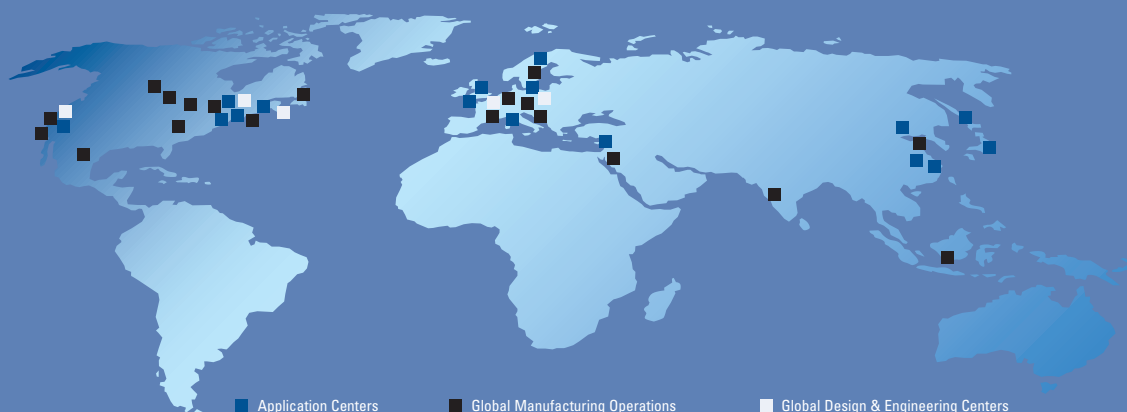 Application Centers
Global Manufacturing Operations
Global Design & Engineering Centers